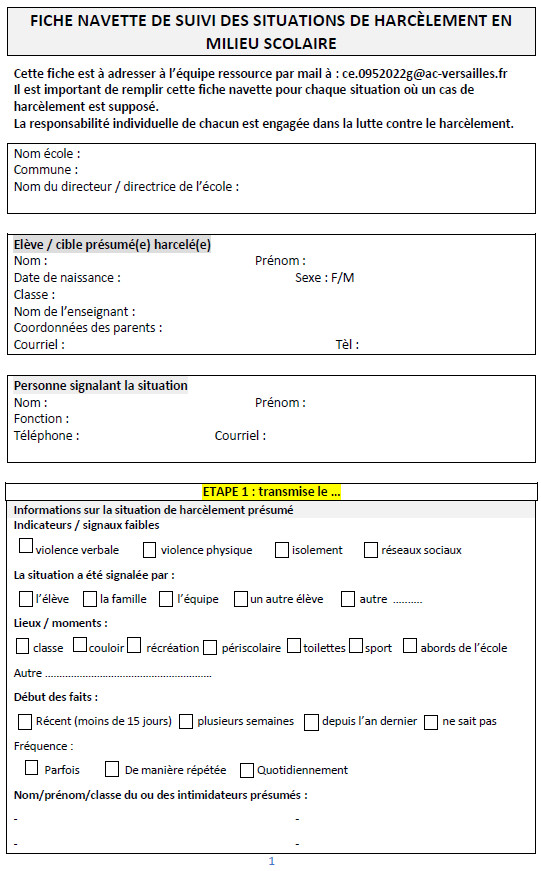 FICHE NAVETTE DE SUIVI DES SITUATIONS DE HARCÈLEMENT EN
MILIEU SCOLAIRE
Cette fiche est à adresser à l'équipe ressource par mail à : ce.0952022g@ac-versailles.fr
Il est important de remplir cette fiche navette pour chaque situation où un cas de
harcèlement est supposé.
La responsabilité individuelle de chacun est engagée dans la lutte contre le harcèlement.
Nom école :
Commune :
Nom du directeur / directrice de l'école :
Elève / cible présumé(e) harcelé(e)
Nom : Prénom :
Date de naissance : Sexe : F/M
Classe :
Nom de l'enseignant :
Coordonnées des parents :
Courriel : Tèl :
Personne signalant la situation
Nom : Prénom :
Fonction :
Téléphone : Courriel :
ETAPE 1 : transmise le ...
Informations sur la situation de harcèlement présumé
Indicateurs / signaux faibles
violence verbale violence physique isolement réseaux sociaux
La situation a été signalée par :
l'élève la famille l'équipe un autre élève autre ..........
Lieux / moments :
classe couloir récréation périscolaire toilettes sport abords de l'école
Autre .......................................................
Début des faits :
Récent (moins de 15 jours) plusieurs semaines depuis l'an dernier ne sait pas
Fréquence :
Parfois De manière répétée Quotidiennement
Nom/prénom/classe du ou des intimidateurs présumés :
- -
- -
1